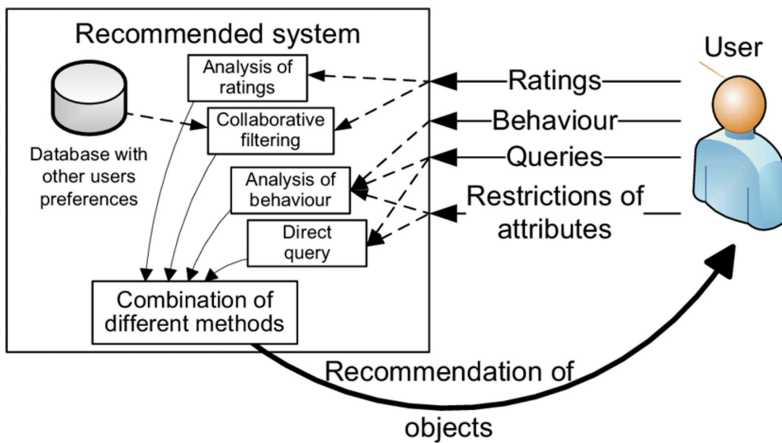 Recommended system
Analysis of
ratings
Collaborative
filtering
Database with
other users
preferences
Analysis of
behaviour
Direct
query
Combination of
different methods
User
Ratings
Behaviour
Queries
Restrictions of
attributes
Recommendation of
objects